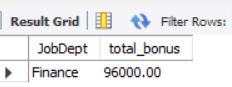 Result Grid Filter Rows:
JobDept total_bonus
Finance 96000.00